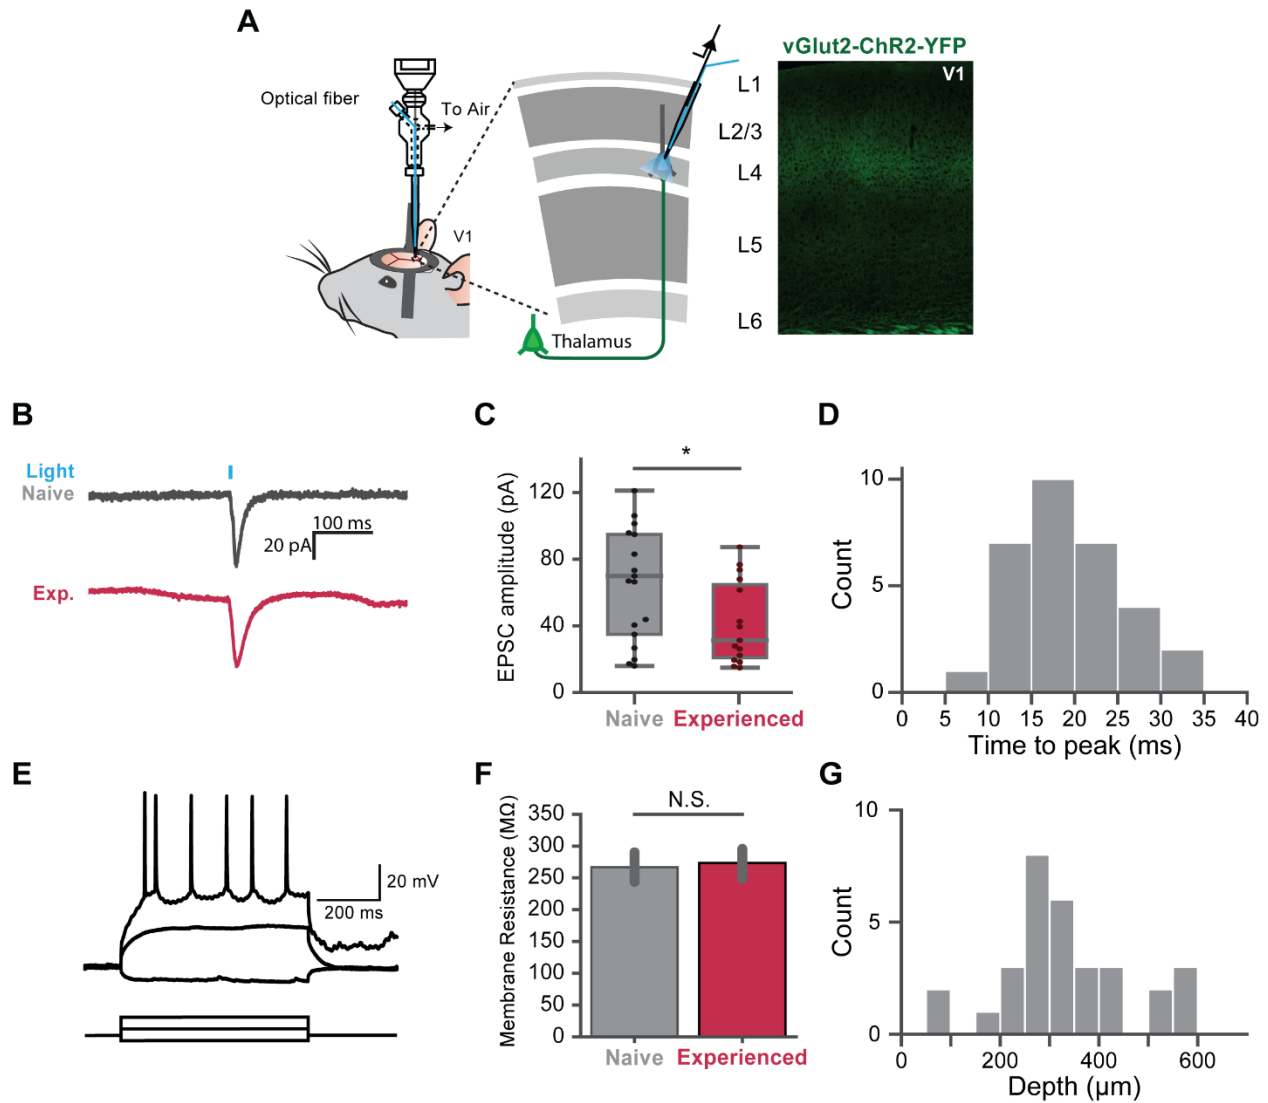 A
vGlut2-ChR2-YFP
Optical fiber
To Air
V1
Thalamus
L1
L2/3
L4
L5
L6
V1
B
Light
Naive
100 ms
20 pA
Exp.
C
*
EPSC amplitude (pA)
120
80
40
0
Naive
Experienced
D
Count
10
5
0
0 5 10 15 20 25 30 35 40
Time to peak (ms)
E
20 mV
200 ms
F
N.S.
Membrane Resistance (MΩ)
350
300
250
200
150
100
50
0
Naive
Experienced
G
Count
10
5
0
0 200 400 600
Depth (µm)